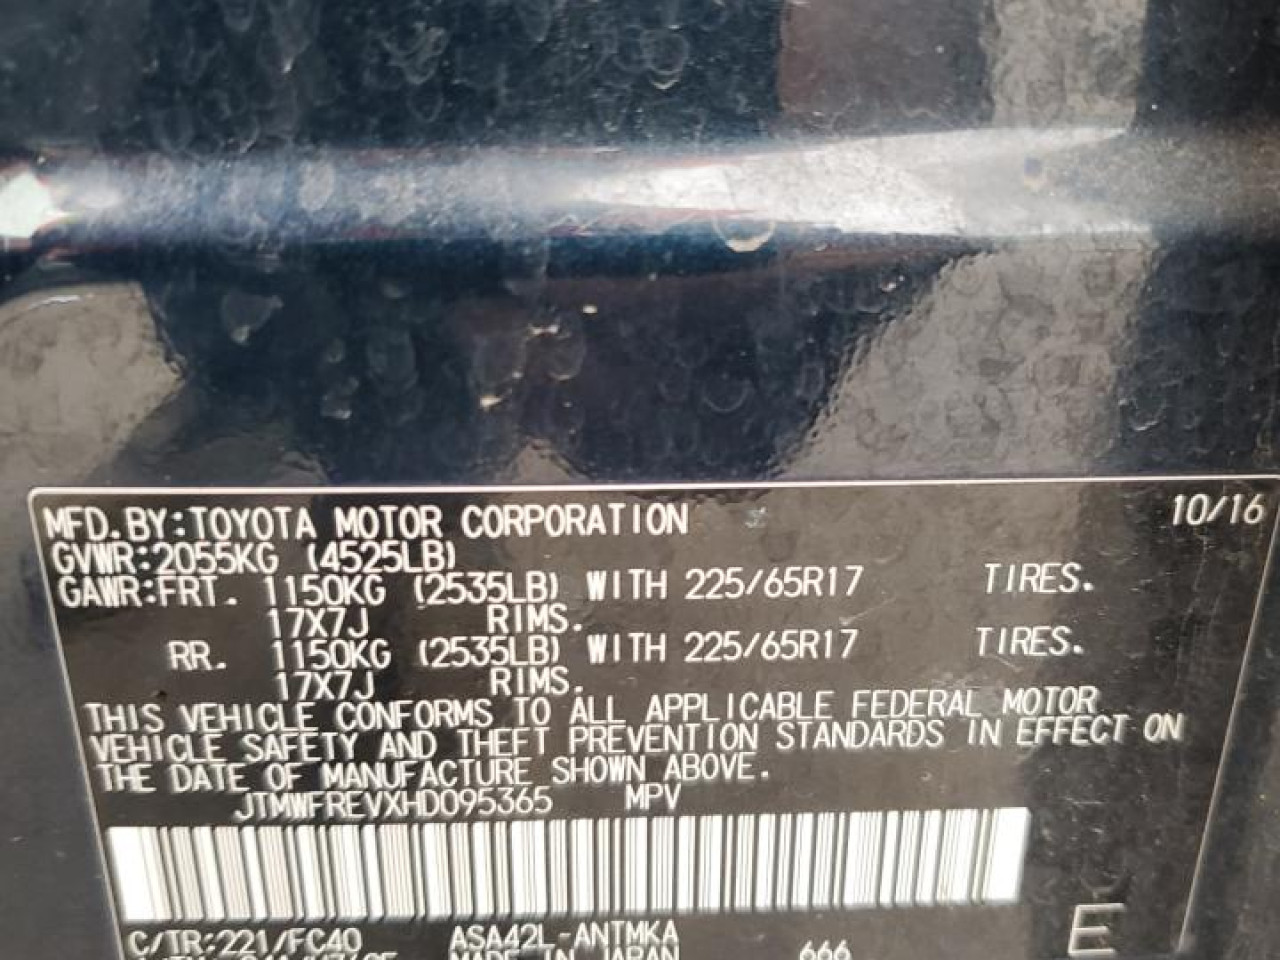 MFD.BY:TOYOTA MOTOR CORPORATION 10/16
GVWR:2055KG (4525LB)
GAWR:FRT. 1150KG (2535LB) WITH 225/65R17 TIRES.
17X7J RIMS.
RR. 1150KG (2535LB) WITH 225/65R17 TIRES.
17X7J RIMS.
THIS VEHICLE CONFORMS TO ALL APPLICABLE FEDERAL MOTOR
VEHICLE SAFETY AND THEFT PREVENTION STANDARDS IN EFFECT ON
THE DATE OF MANUFACTURE SHOWN ABOVE.
JTMWFREVXHD095365 MPV
C/TR:221/FC40 ASA42L-ANTMKA E
MADE IN JAPAN 666